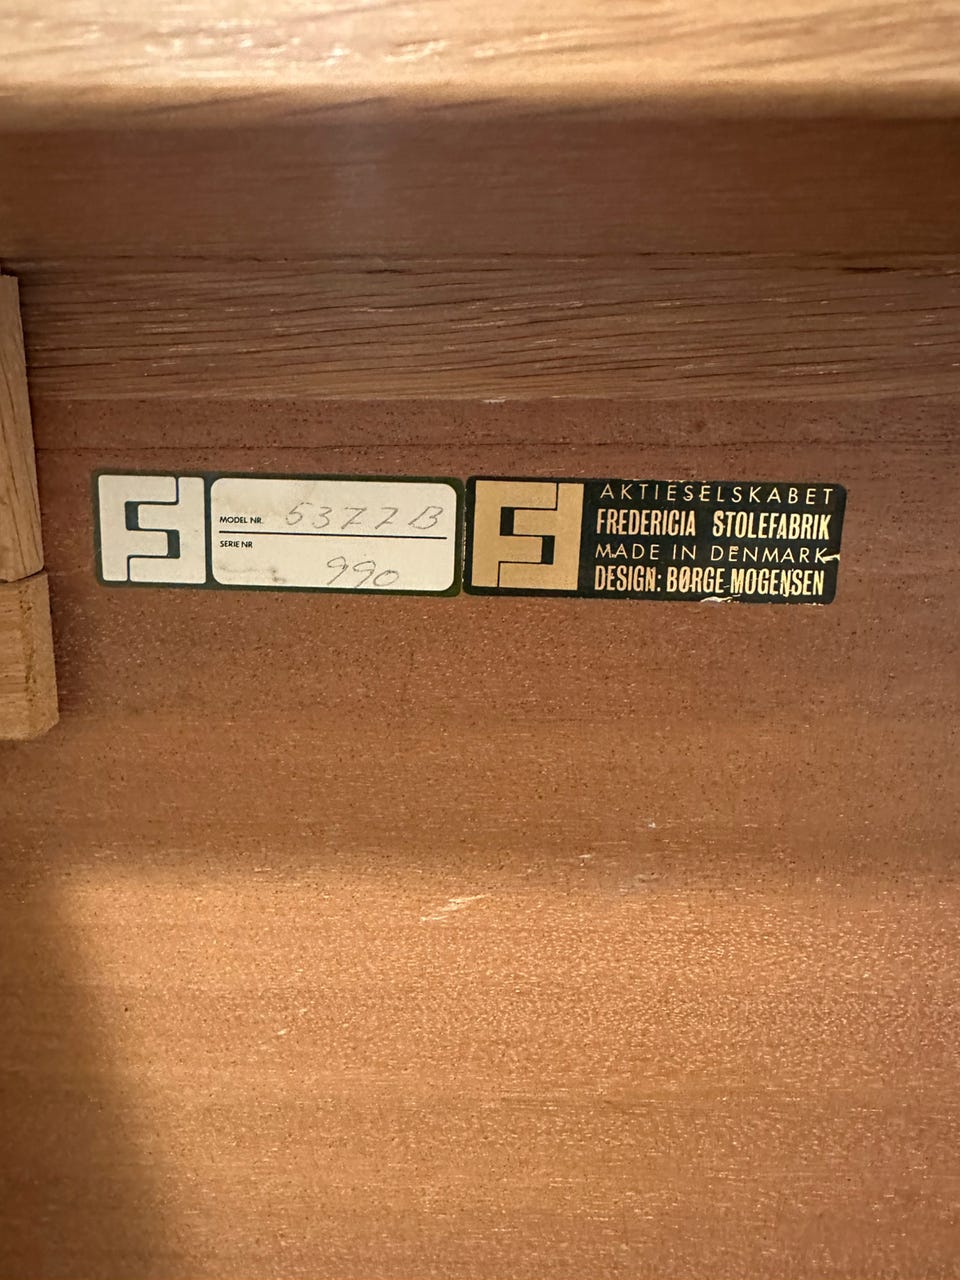 MODEL NR. 5377B
SERIE NR 990
AKTIESELSKABET
FREDERICIA STOLEFABRIK
MADE IN DENMARK
DESIGN: BØRGE MOGENSEN